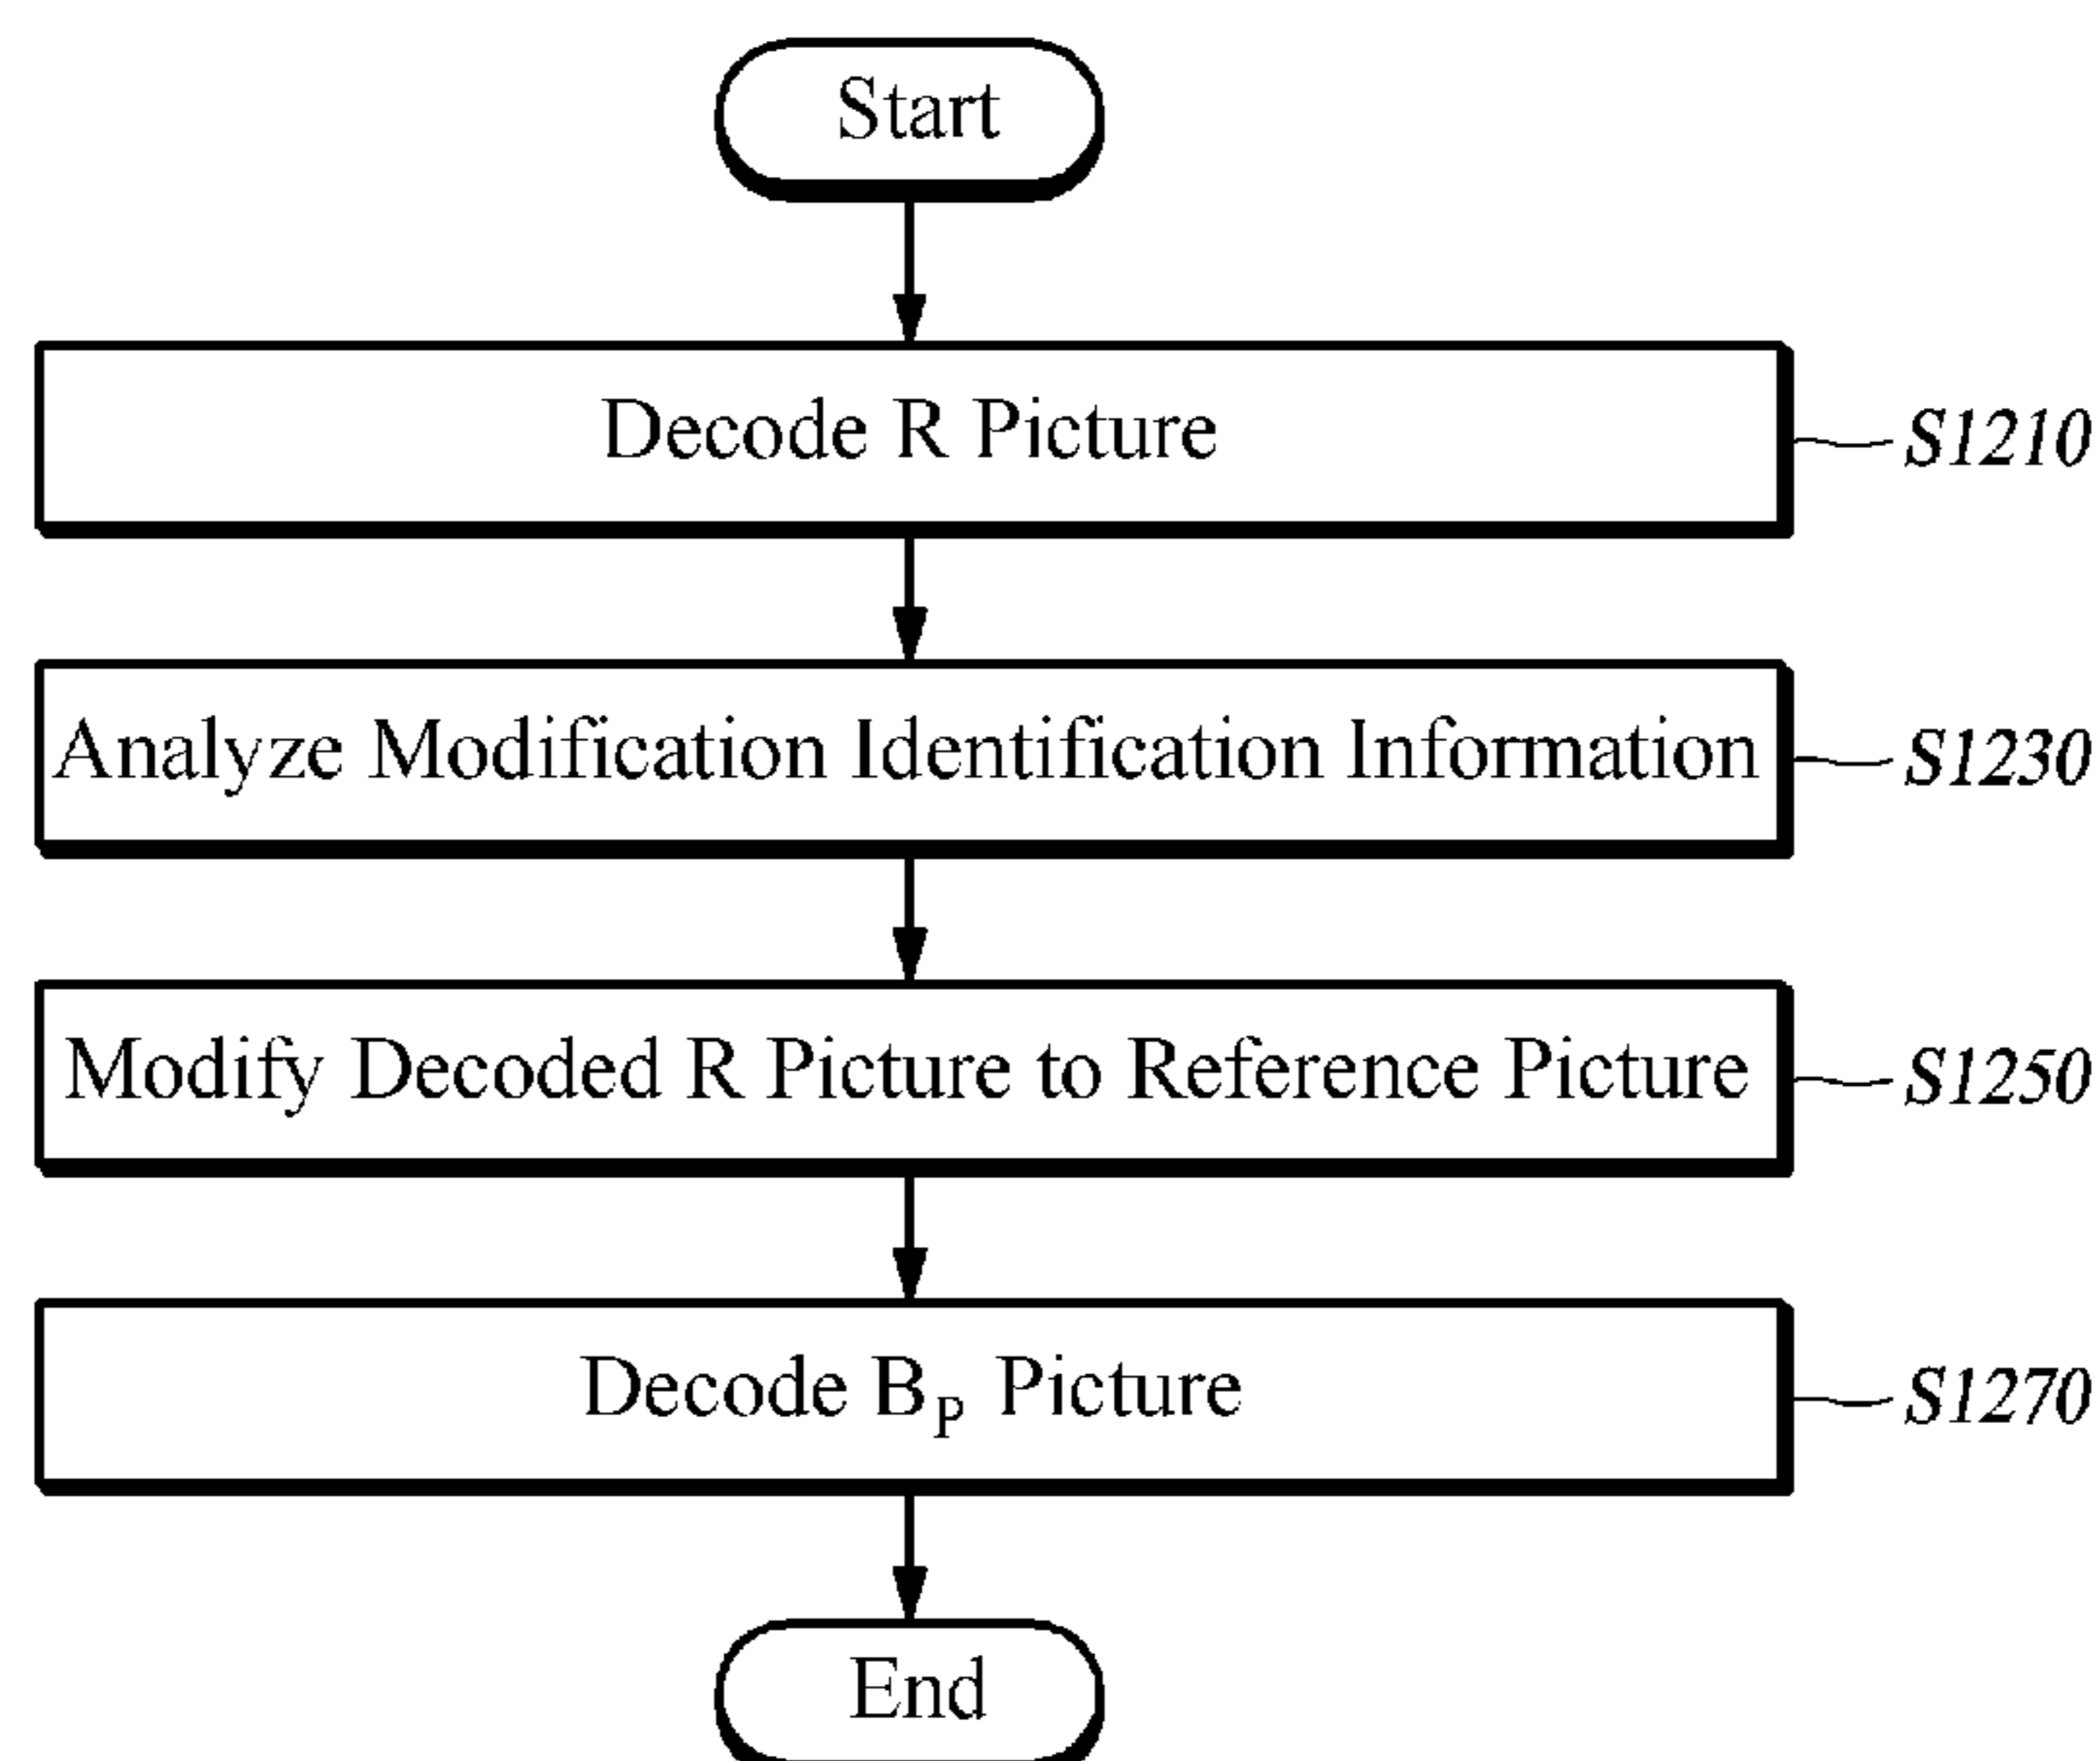 Start
Decode R Picture
S1210
Analyze Modification Identification Information
S1230
Modify Decoded R Picture to Reference Picture
S1250
Decode BP Picture
S1270
End